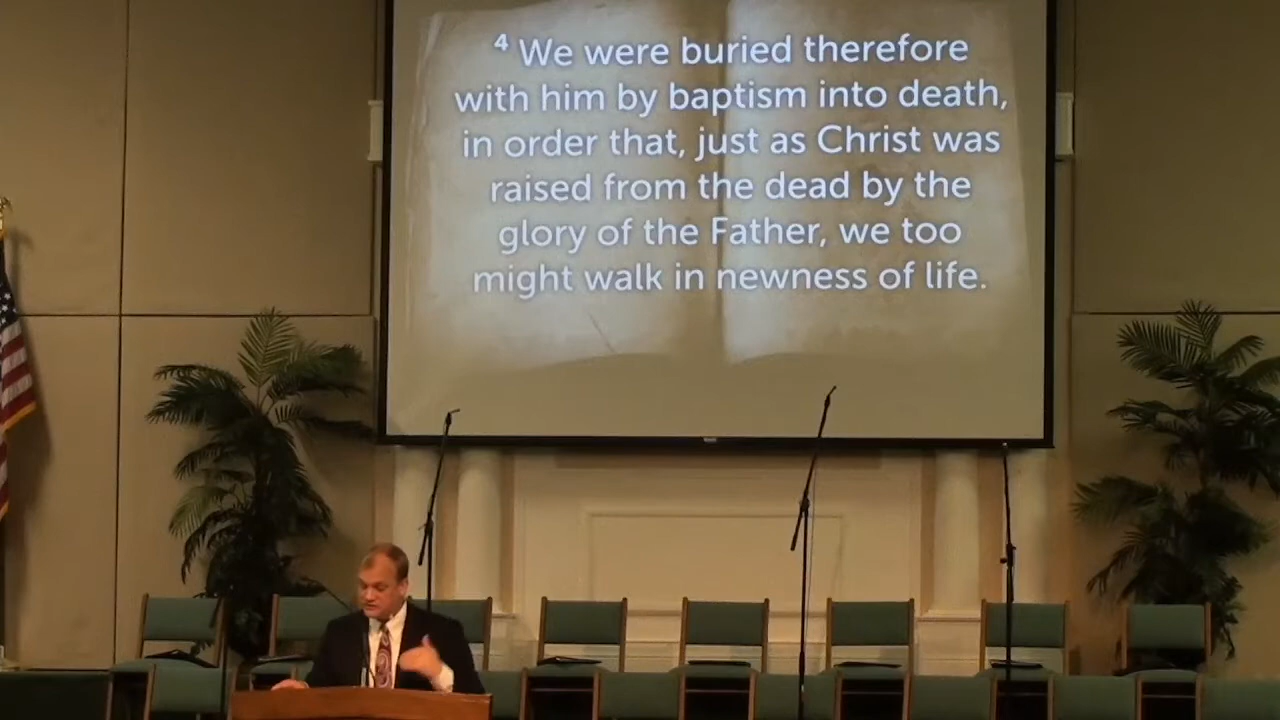 4 We were buried therefore
with him by baptism into death,
in order that, just as Christ was
raised from the dead by the
glory of the Father, we too
might walk in newness of life.